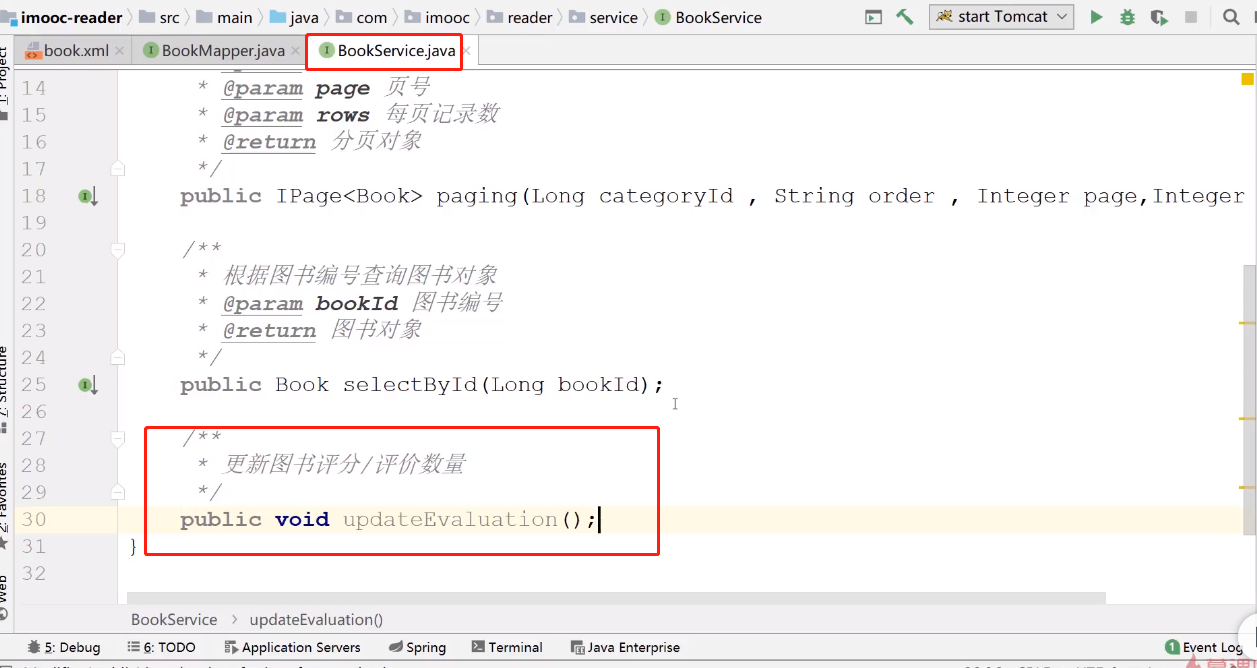 imooc-reader src main java com imooc reader service BookService start Tomcat
book.xml BookMapper.java BookService.java
1: Project
14 * @param page 页号
15 * @param rows 每页记录数
16 * @return 分页对象
17 */
18 public IPage<Book> paging(Long categoryId , String order , Integer page,Integer
19
20 /**
21 * 根据图书编号查询图书对象
22 * @param bookId 图书编号
23 * @return 图书对象
24 */
25 public Book selectById(Long bookId);
26
27 /**
28 * 更新图书评分/评价数量
29 */
30 public void updateEvaluation();
31 }
32
7: Structure
2: Favorites
Web
BookService updateEvaluation()
5: Debug 6: TODO Application Servers Spring Terminal Java Enterprise 1 Event Log